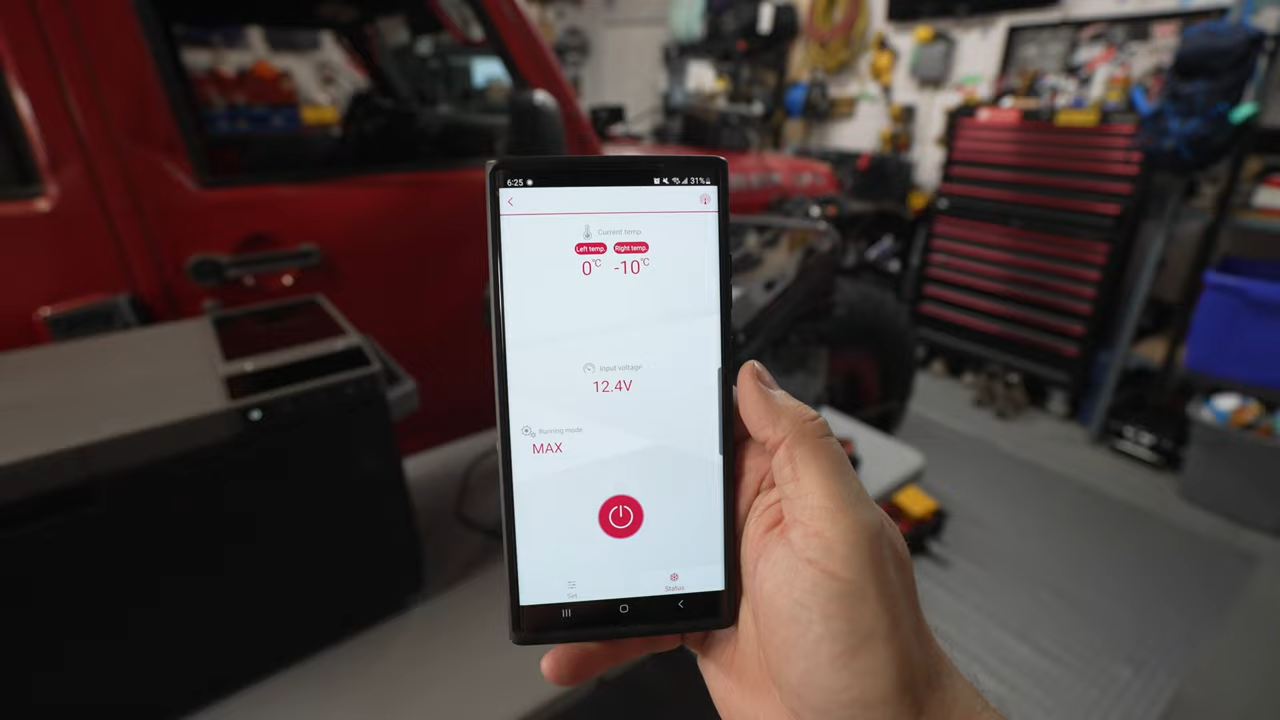 6:25 31%
Current temp
Left temp. Right temp.
0°C -10°C
Input voltage
12.4V
Running mode
MAX
Set Status